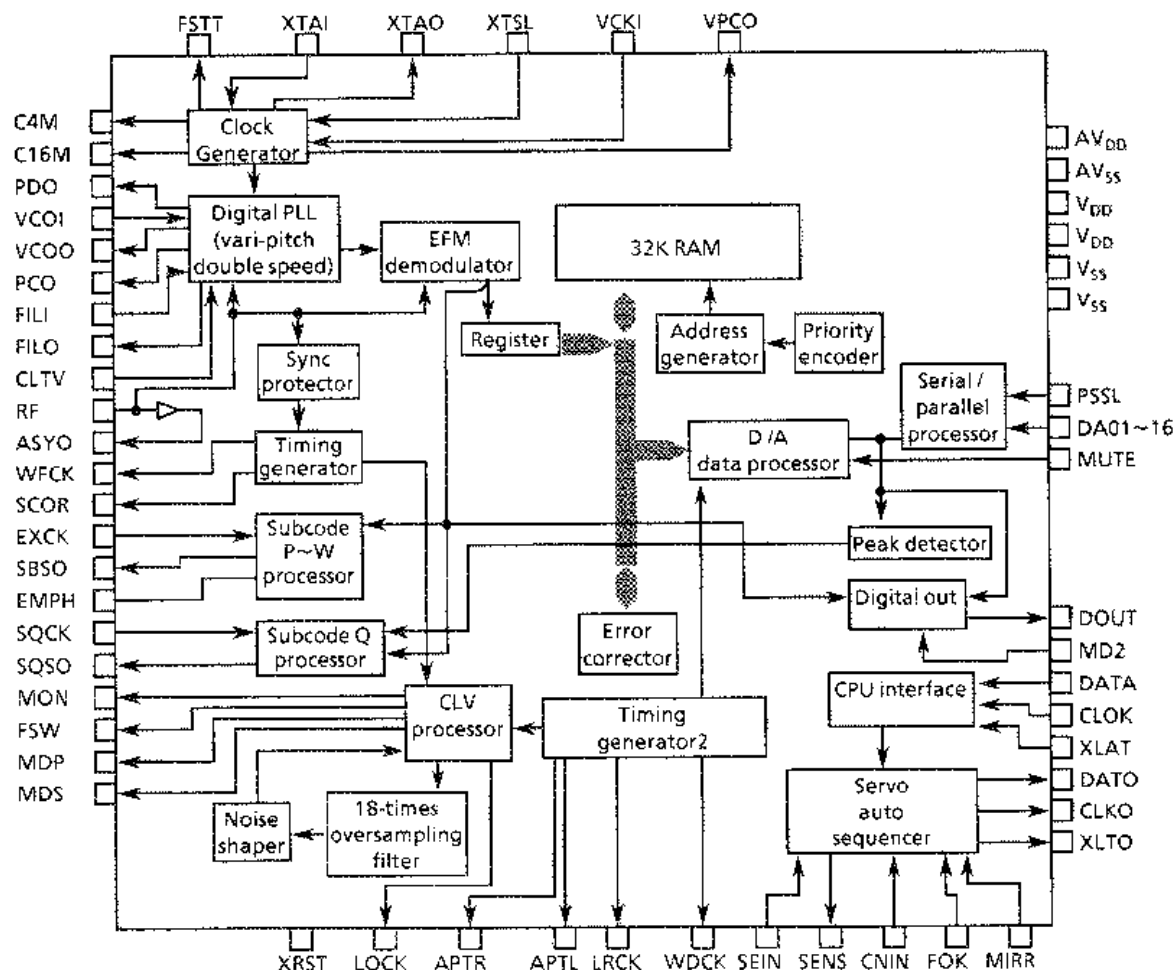 FSTT
XTAI
XTAO
XTSL
VCKI
VPCO
C4M
C16M
PDO
VCOI
VCOO
PCO
FILI
FILO
CLTV
RF
ASYO
WFCK
SCOR
EXCK
SBSO
EMPH
SQCK
SQSO
MON
FSW
MDP
MDS
Clock
Generator
Digital PLL
(vari-pitch
double speed)
EFM
demodulator
32K RAM
Register
Address
generator
Priority
encoder
Sync
protector
Timing
generator
Serial /
parallel
processor
D/A
data processor
Subcode
P~W
processor
Peak detector
Digital out
Subcode Q
processor
Error
corrector
CPU interface
CLV
processor
Timing
generator2
Servo
auto
sequencer
Noise
shaper
18-times
oversampling
filter
AVDD
AVSS
VDD
VDD
VSS
VSS
PSSL
DA01~16
MUTE
DOUT
MD2
DATA
CLOK
XLAT
DATO
CLKO
XLTO
XRST
LOCK
APTR
APTL
LRCK
WDCK
SEIN
SENS
CNIN
FOK
MIRR